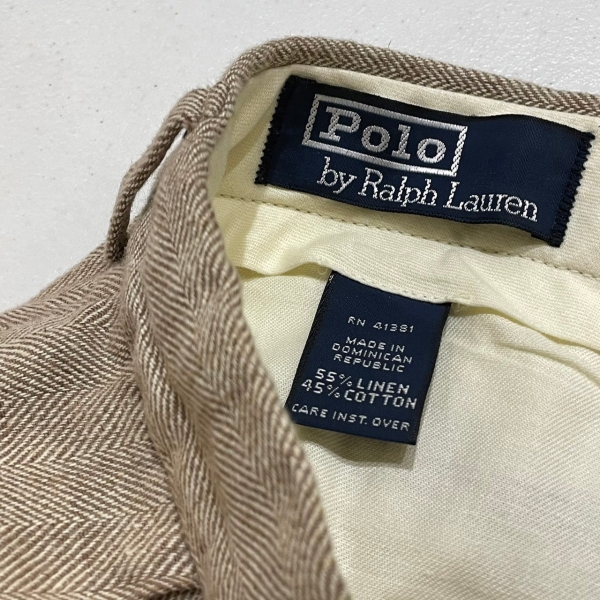 Polo
by Ralph Lauren
RN 41381
MADE IN
DOMINICAN
REPUBLIC
55% LINEN
45% COTTON
CARE INST. OVER